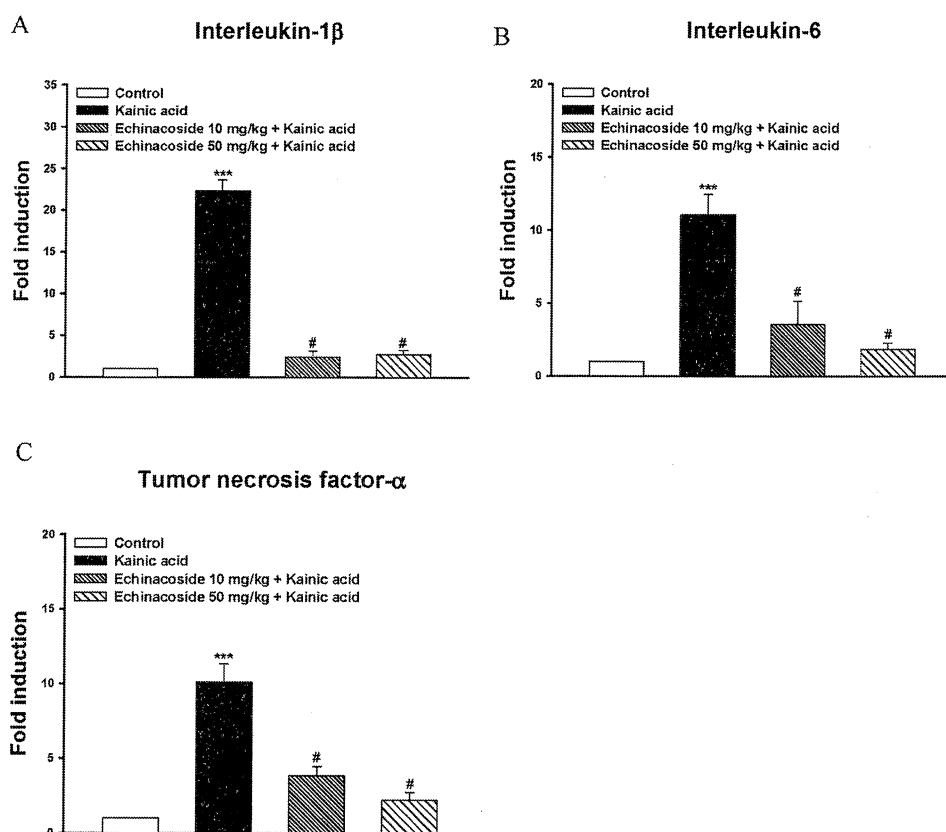 A
Interleukin-1β
35
30
25
20
15
10
5
0
Fold induction
Control
Kainic acid
Echinacoside 10 mg/kg + Kainic acid
Echinacoside 50 mg/kg + Kainic acid
***
#
#
B
Interleukin-6
20
15
10
5
0
Fold induction
Control
Kainic acid
Echinacoside 10 mg/kg + Kainic acid
Echinacoside 50 mg/kg + Kainic acid
***
#
#
C
Tumor necrosis factor-α
20
15
10
5
0
Fold induction
Control
Kainic acid
Echinacoside 10 mg/kg + Kainic acid
Echinacoside 50 mg/kg + Kainic acid
***
#
#